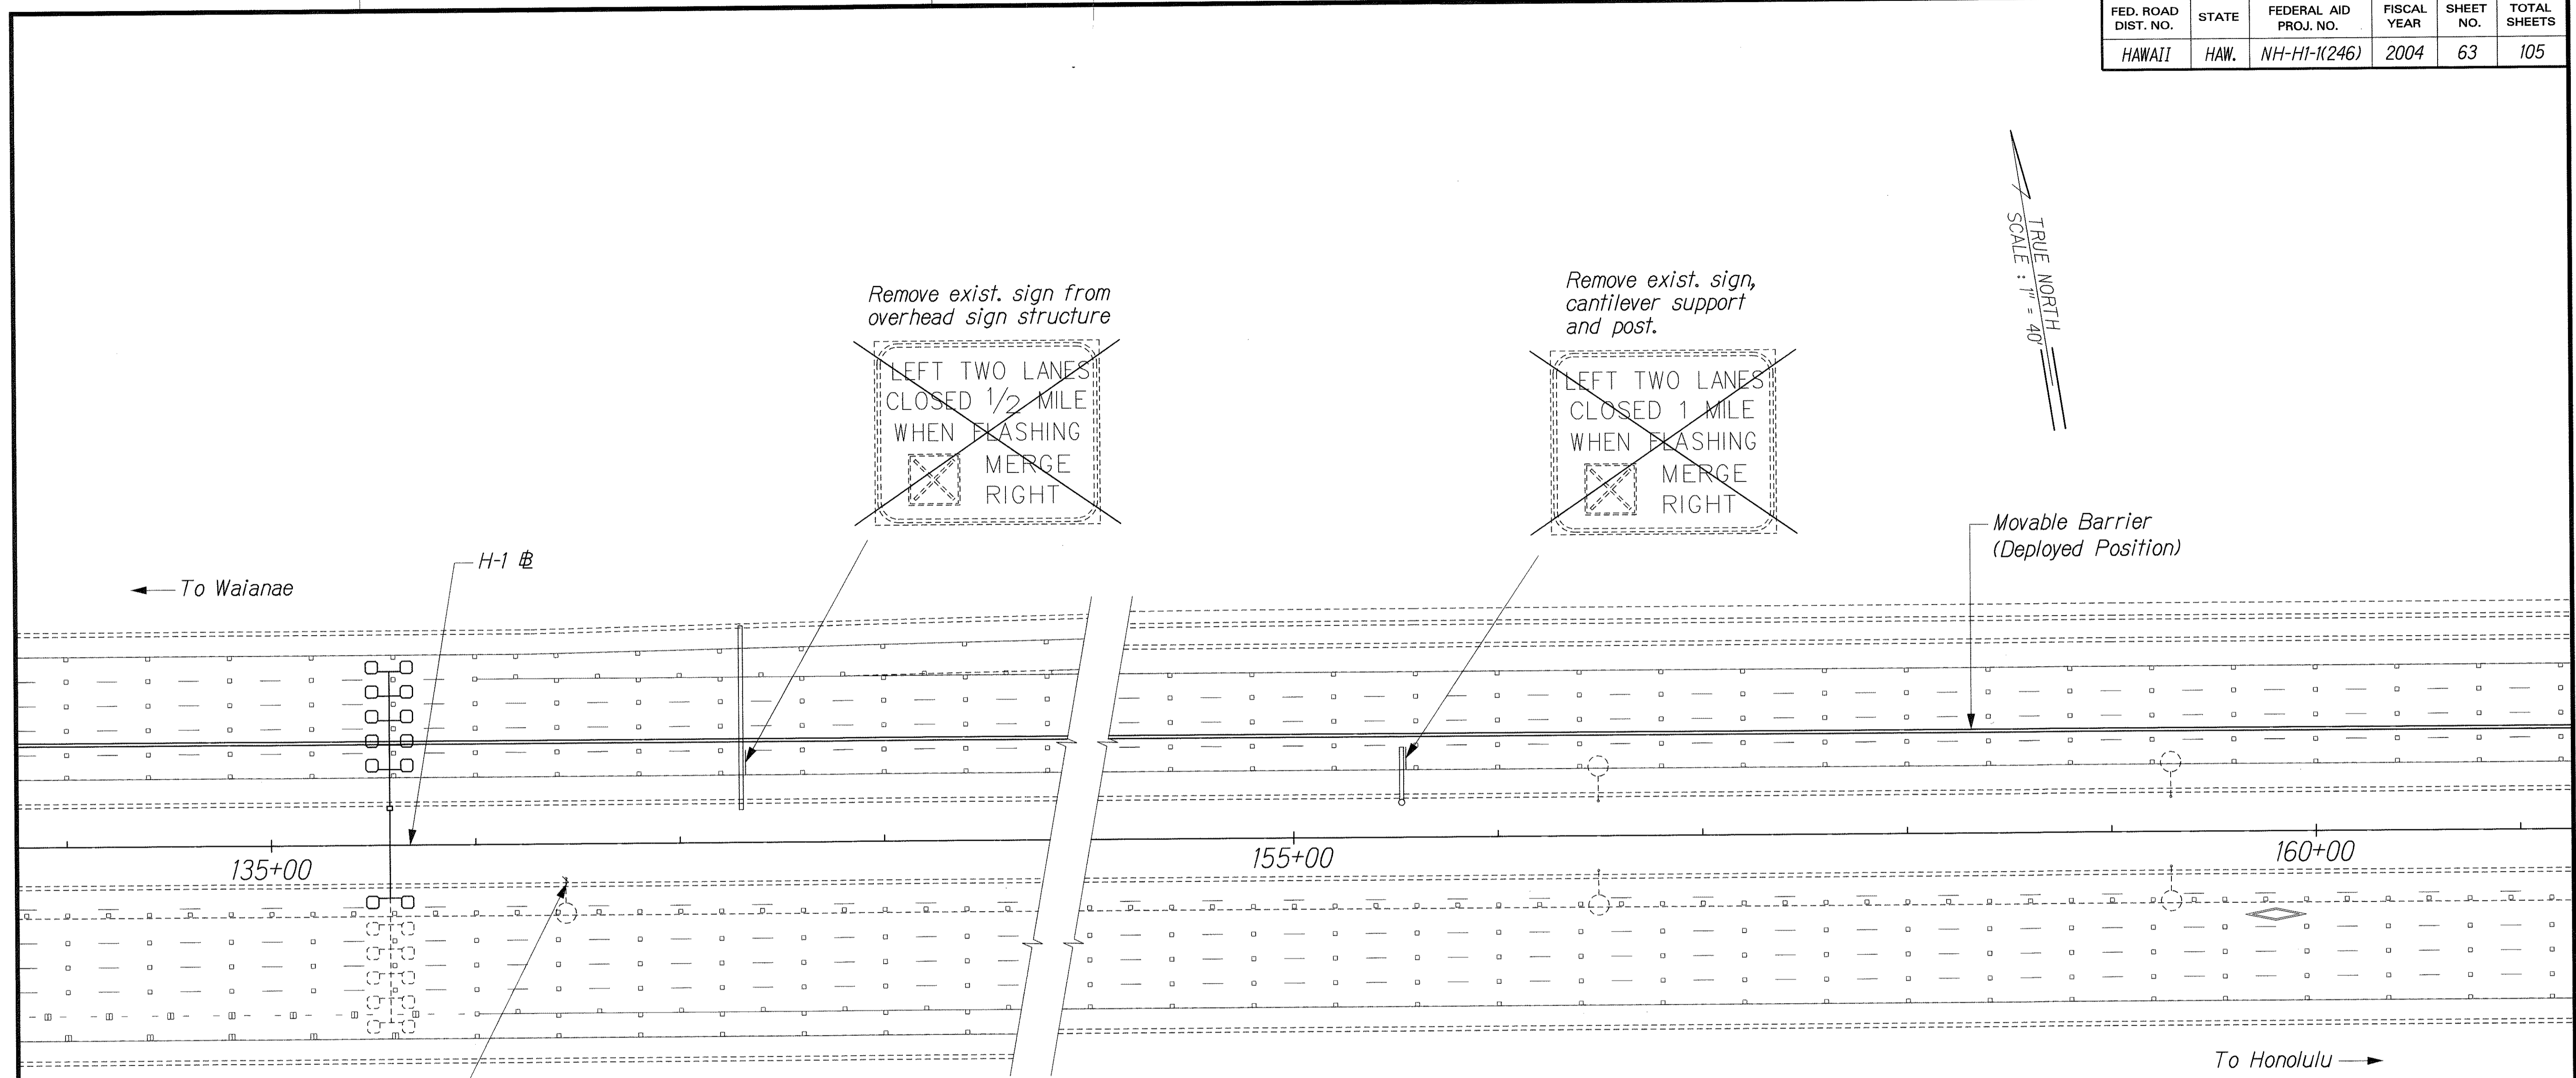 FED. ROAD DIST. NO.
STATE
FEDERAL AID PROJ. NO.
FISCAL YEAR
SHEET NO.
TOTAL SHEETS
HAWAII
HAW.
NH-H1-1(246)
2004
63
105
TRUE NORTH
SCALE : 1" = 40'
Remove exist. sign from
overhead sign structure
LEFT TWO LANES
CLOSED 1/2 MILE
WHEN FLASHING
MERGE
RIGHT
Remove exist. sign,
cantilever support
and post.
LEFT TWO LANES
CLOSED 1 MILE
WHEN FLASHING
MERGE
RIGHT
Movable Barrier
(Deployed Position)
H-1 BL
To Waianae
135+00
155+00
160+00
To Honolulu